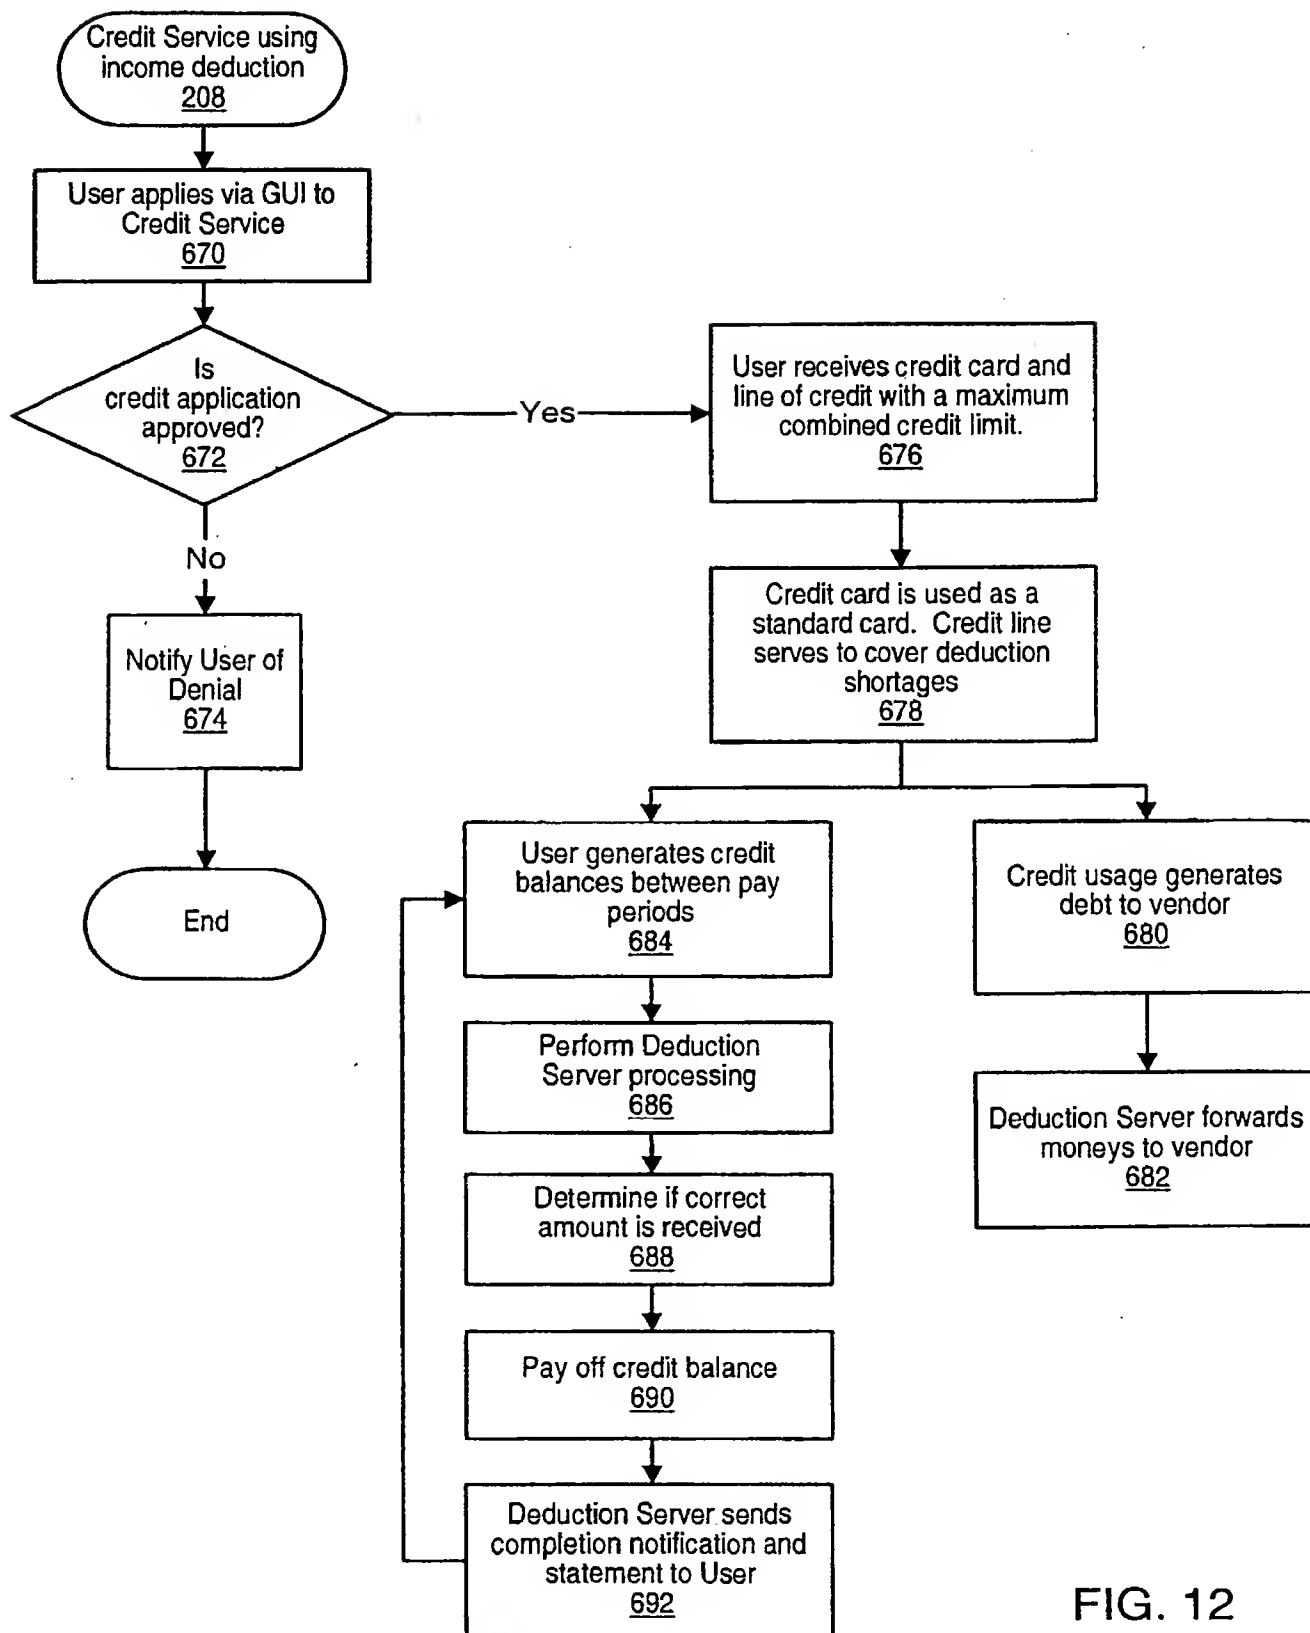 Credit Service using
income deduction
208
User applies via GUI to
Credit Service
670
Is
credit application
approved?
672
Yes
User receives credit card and
line of credit with a maximum
combined credit limit.
676
No
Credit card is used as a
standard card. Credit line
serves to cover deduction
shortages
678
Notify User of
Denial
674
End
User generates credit
balances between pay
periods
684
Credit usage generates
debt to vendor
680
Perform Deduction
Server processing
686
Deduction Server forwards
moneys to vendor
682
Determine if correct
amount is received
688
Pay off credit balance
690
Deduction Server sends
completion notification and
statement to User
692
FIG. 12